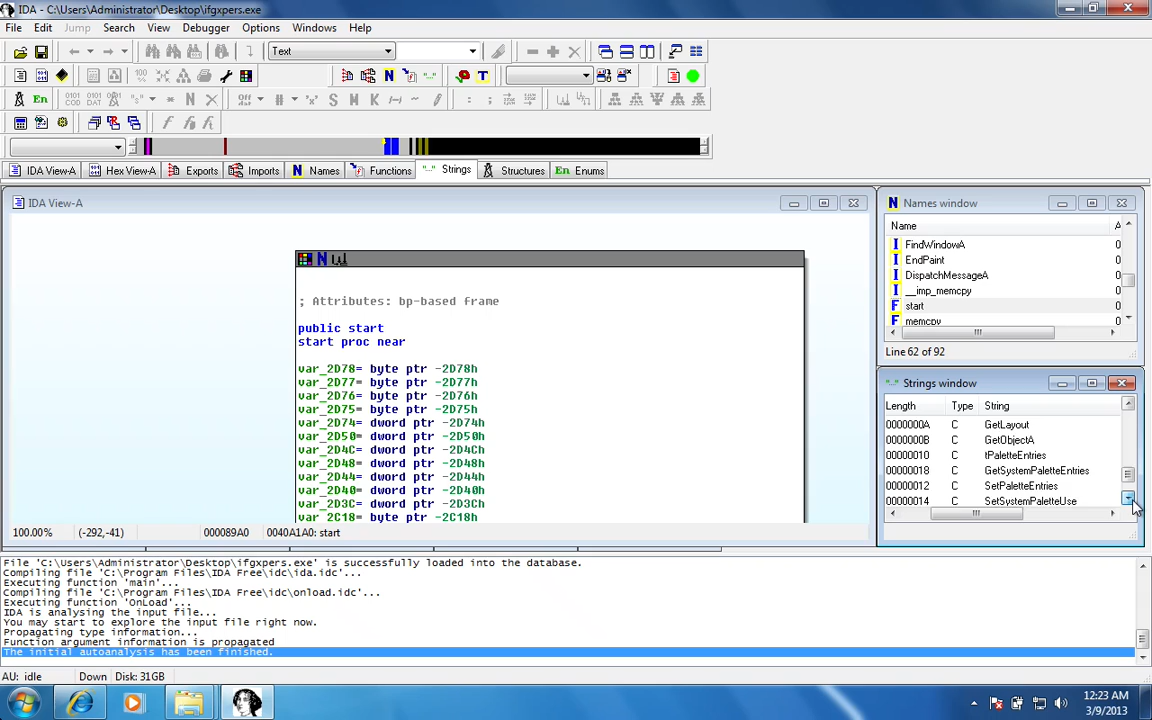 IDA - C:\Users\Administrator\Desktop\ifgxpers.exe
File Edit Jump Search View Debugger Options Windows Help
Text
En
IDA View-A Hex View-A Exports Imports N Names Functions Strings Structures En Enums
IDA View-A
; Attributes: bp-based frame
public start
start proc near
var_2D78= byte ptr -2D78h
var_2D77= byte ptr -2D77h
var_2D76= byte ptr -2D76h
var_2D75= byte ptr -2D75h
var_2D74= dword ptr -2D74h
var_2D50= dword ptr -2D50h
var_2D4C= dword ptr -2D4Ch
var_2D48= dword ptr -2D48h
var_2D44= dword ptr -2D44h
var_2D40= dword ptr -2D40h
var_2D3C= dword ptr -2D3Ch
var_2C18= byte ptr -2C18h
100.00% (-292,-41) 000089A0 0040A1A0: start
N Names window
Name A
I FindWindowA 0
I EndPaint 0
I DispatchMessageA 0
I __imp_memcpy 0
F start 0
F memcpy 0
Line 62 of 92
"..." Strings window
Length Type String
0000000A C GetLayout
0000000B C GetObjectA
00000010 C tPaletteEntries
00000018 C GetSystemPaletteEntries
00000012 C SetPaletteEntries
00000014 C SetSystemPaletteUse
File 'C:\Users\Administrator\Desktop\ifgxpers.exe' is successfully loaded into the database.
Compiling file 'C:\Program Files\IDA Free\idc\ida.idc'...
Executing function 'main'...
Compiling file 'C:\Program Files\IDA Free\idc\onload.idc'...
Executing function 'OnLoad'...
IDA is analysing the input file...
You may start to explore the input file right now.
Propagating type information...
Function argument information is propagated
The initial autoanalysis has been finished.
AU: idle Down Disk: 31GB
12:23 AM
3/9/2013